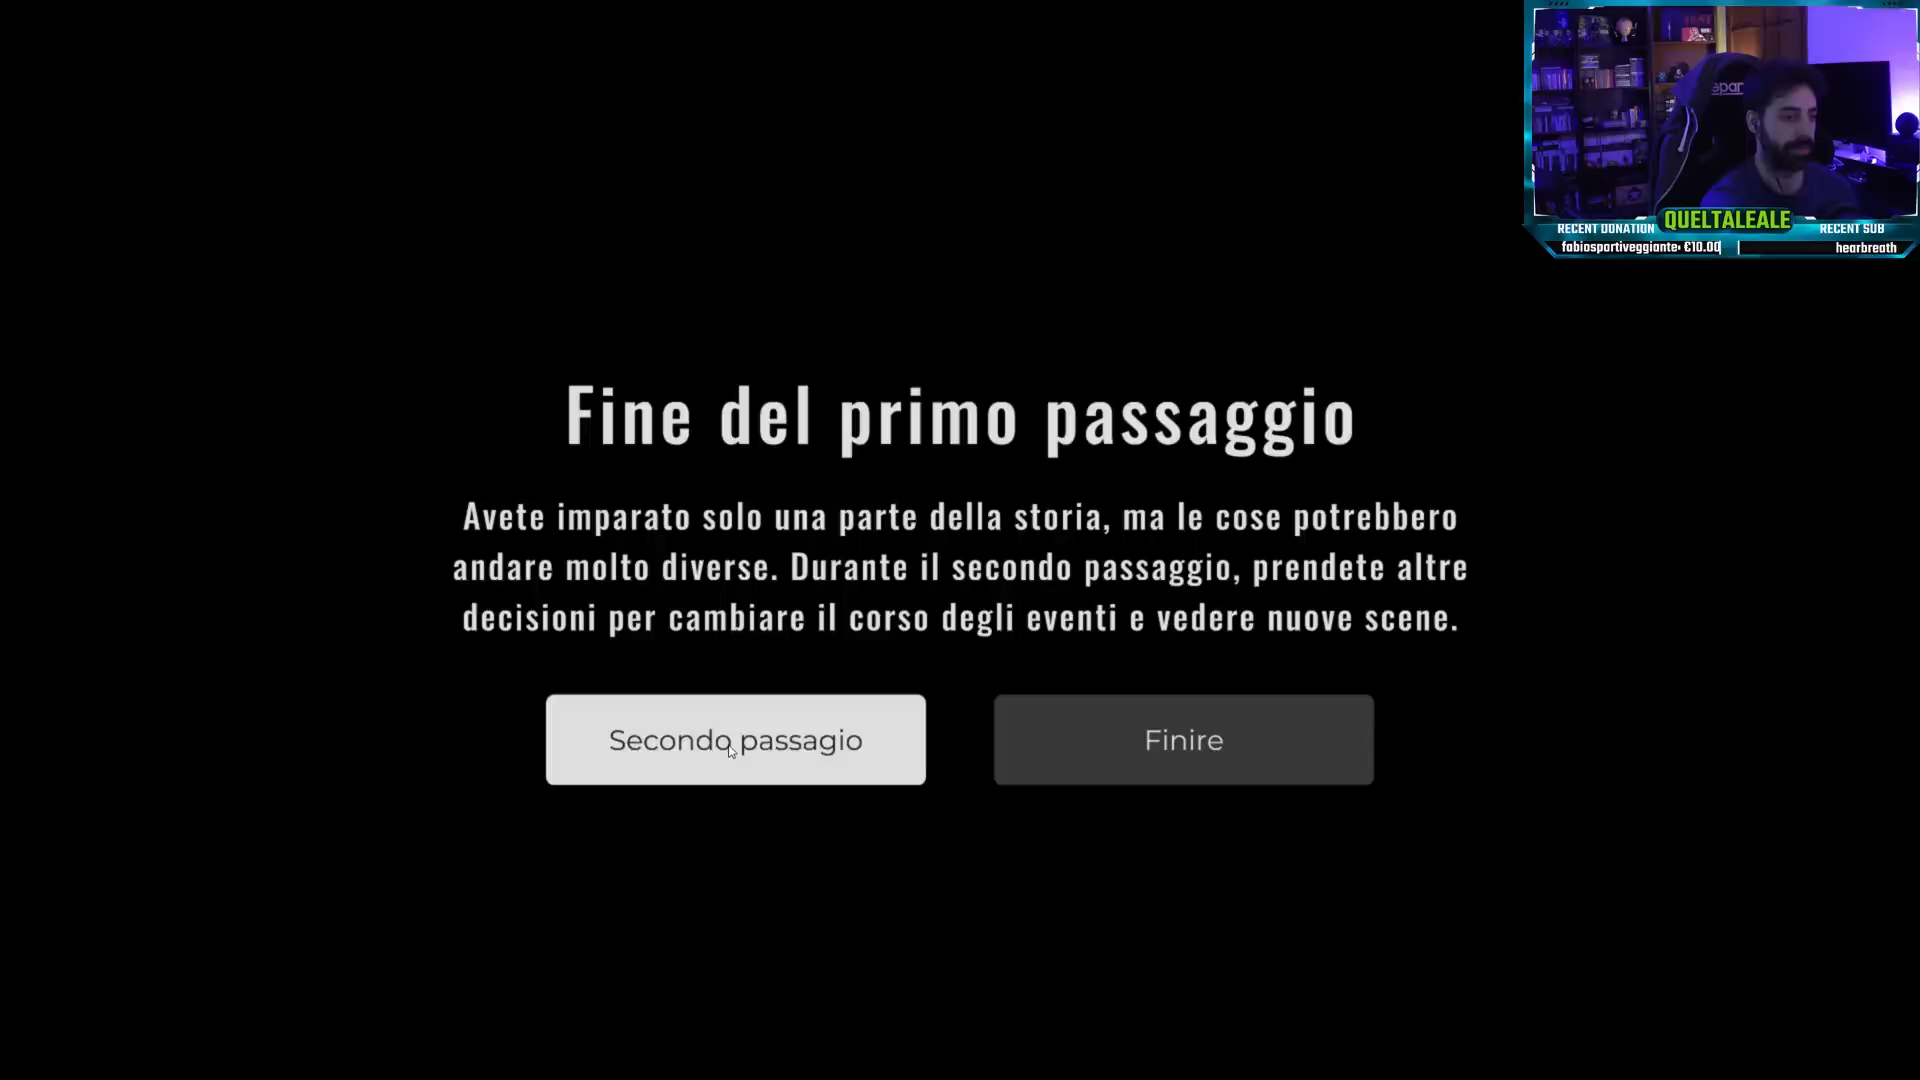 epar
QUELTALEALE
RECENT DONATION
RECENT SUB
fabiosportiveggiante• €10.00
hearbreath
Fine del primo passaggio
Avete imparato solo una parte della storia, ma le cose potrebbero
andare molto diverse. Durante il secondo passaggio, prendete altre
decisioni per cambiare il corso degli eventi e vedere nuove scene.
Secondo passagio
Finire